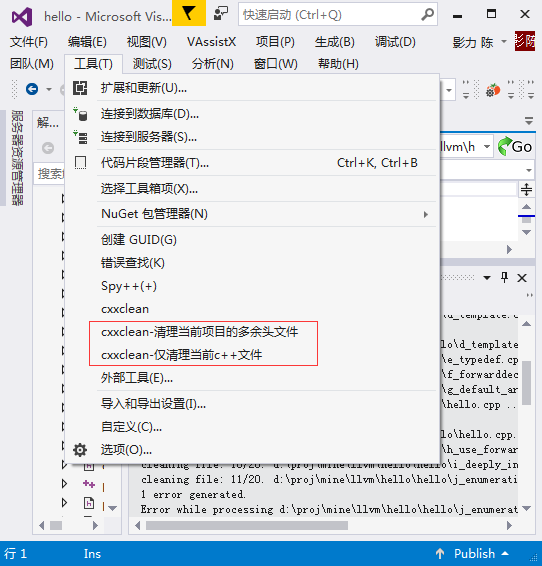 hello - Microsoft Vis
快速启动 (Ctrl+Q)
文件(F) 编辑(E) 视图(V) VAssistX 项目(P) 生成(B) 调试(D) 影力 陈 影陈
团队(M) 工具(T) 测试(S) 分析(N) 窗口(W) 帮助(H)
服务器资源管理器
解...
搜索
llvm\h Go
扩展和更新(U)...
连接到数据库(D)...
连接到服务器(S)...
代码片段管理器(T)... Ctrl+K, Ctrl+B
选择工具箱项(X)...
NuGet 包管理器(N)
创建 GUID(G)
错误查找(K)
Spy++(+)
cxxclean
cxxclean-清理当前项目的多余头文件
cxxclean-仅清理当前c++文件
外部工具(E)...
导入和导出设置(I)...
自定义(C)...
选项(O)...
d_template.c
lo\d_template
\e_typedef.cp
\f_forwarddec
\g_default_ar
\hello.cpp ..
lo\hello.cpp.
\h_use_forwar
cleaning file: 10/20. d:\proj\mine\llvm\hello\hello\i_deeply_in
cleaning file: 11/20. d:\proj\mine\llvm\hello\hello\j_enumerati
1 error generated.
Error while processing d:\proj\mine\llvm\hello\hello\j_enumerat
行 1 Ins Publish